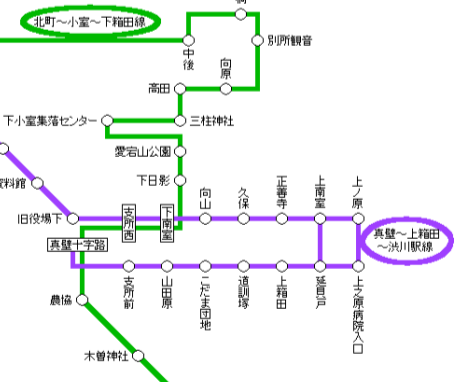 北町～小室～下箱田線
別所観音
中後
向原
高田
下小室集落センター
三柱神社
愛宕山公園
下日影
資料館
旧役場下
支所西
下南室
向山
久保
正善寺
上南室
上ノ原
真壁～上箱田
～渋川駅線
真壁十字路
支所前
山田原
こだま団地
道訓塚
上箱田
延見戸
上之原病院入口
農協
木曽神社